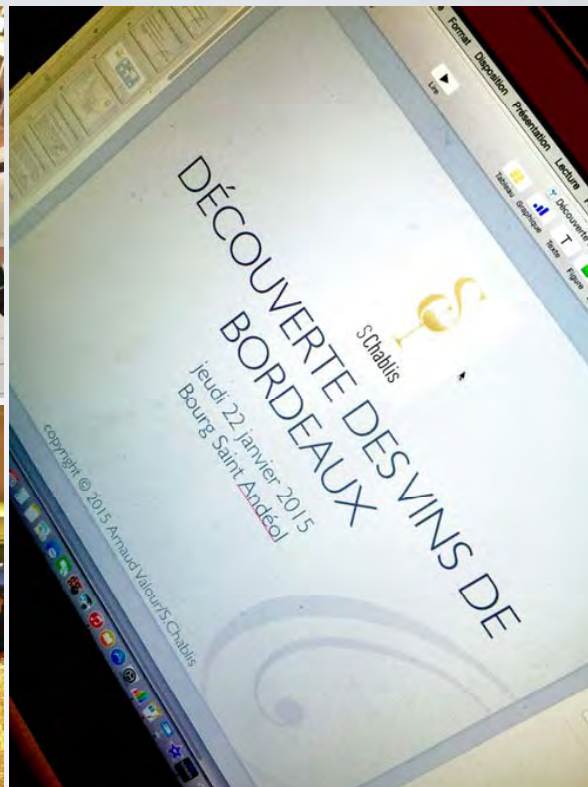 Format Disposition Présentation Lecture
Découverte
Lire
Tableau Graphique Texte Figure
S Chablis
DÉCOUVERTE DES VINS DE
BORDEAUX
jeudi 22 janvier 2015
Bourg Saint Andéol
copyright © 2015 Arnaud Valour/S.Chablis